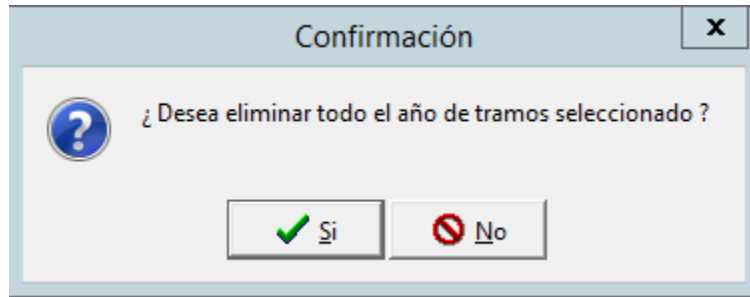 Confirmación
x
¿ Desea eliminar todo el año de tramos seleccionado ?
Si
No